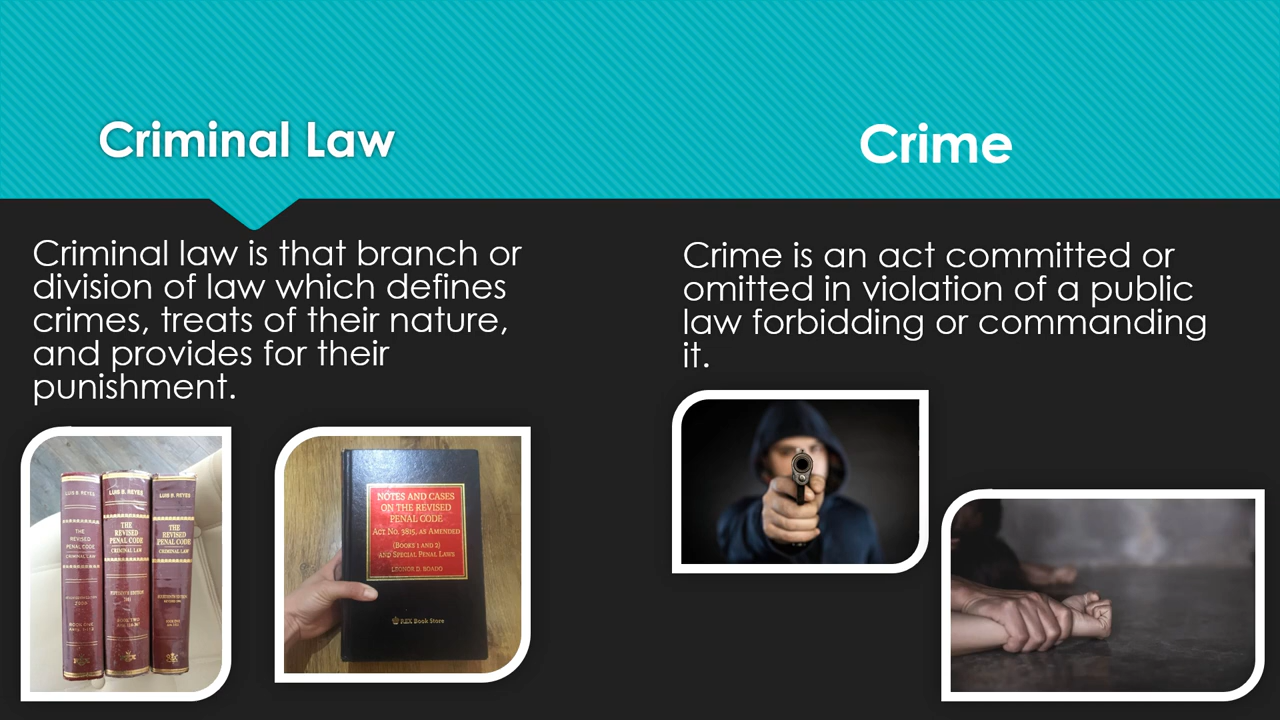 Criminal Law
Criminal law is that branch or
division of law which defines
crimes, treats of their nature,
and provides for their
punishment.
Crime
Crime is an act committed or
omitted in violation of a public
law forbidding or commanding
it.
LUIS B. REYES
THE
REVISED
PENAL CODE
CRIMINAL LAW
LUIS B. REYES
THE
REVISED
PENAL CODE
CRIMINAL LAW
LUIS B. REYES
THE
REVISED
PENAL CODE
CRIMINAL LAW
NOTES AND CASES
ON THE REVISED
PENAL CODE
ACT NO. 3815, AS AMENDED
(BOOKS 1 AND 2)
AND SPECIAL PENAL LAWS
LEONOR D. BOADO
REX Book Store